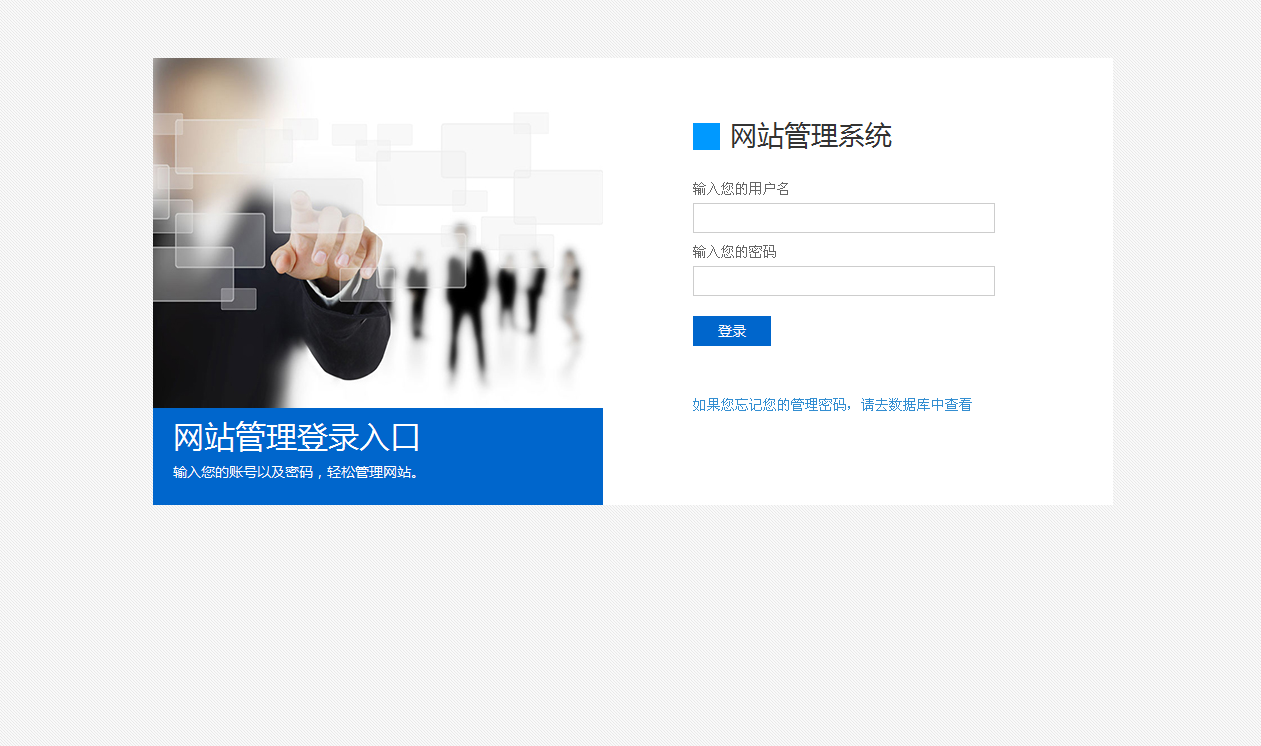 网站管理系统
输入您的用户名
输入您的密码
登录
如果您忘记您的管理密码，请去数据库中查看
网站管理登录入口
输入您的账号以及密码，轻松管理网站。